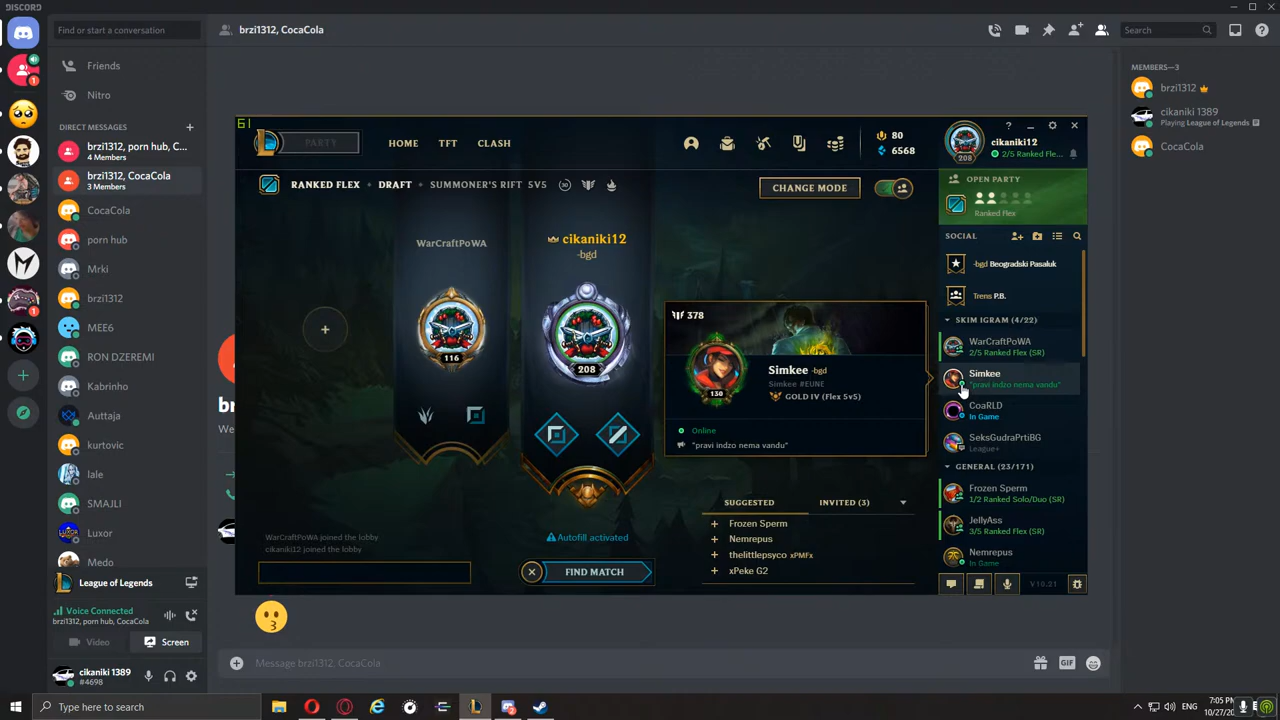 DISCORD
Find or start a conversation
Friends
Nitro
DIRECT MESSAGES
brzi1312, porn hub, C...
4 Members
brzi1312, CocaCola
3 Members
CocaCola
porn hub
Mrki
brzi1312
MEE6
RON DZEREMI
Kabrinho
Auttaja
kurtovic
lale
SMAJLI
Luxor
Medo
League of Legends
Voice Connected
brzi1312, porn hub, CocaCola
Video
Screen
cikaniki 1389
#4698
1
1
brzi1312, CocaCola
Search
MEMBERS—3
brzi1312
cikaniki 1389
Playing League of Legends
CocaCola
Message brzi1312, CocaCola
GIF
61
PARTY
HOME
TFT
CLASH
80
6568
208
cikaniki12
2/5 Ranked Fle...
RANKED FLEX • DRAFT • SUMMONER'S RIFT 5V5
30
CHANGE MODE
WarCraftPoWA
116
cikaniki12
-bgd
208
WarCraftPoWA joined the lobby
cikaniki12 joined the lobby
Autofill activated
FIND MATCH
378
130
Simkee -bgd
Simkee #EUNE
GOLD IV (Flex 5v5)
Online
"pravi indzo nema vandu"
SUGGESTED
INVITED (3)
Frozen Sperm
Nemrepus
thelittlepsyco xPMFx
xPeke G2
OPEN PARTY
Ranked Flex
SOCIAL
-bgd Beogradski Pasaluk
Trens P.B.
SKIM IGRAM (4/22)
WarCraftPoWA
2/5 Ranked Flex (SR)
Simkee
"pravi indzo nema vandu"
CoaRLD
In Game
SeksGudraPrtiBG
League+
GENERAL (23/171)
Frozen Sperm
1/2 Ranked Solo/Duo (SR)
JellyAss
3/5 Ranked Flex (SR)
Nemrepus
In Game
V10.21
Type here to search
ENG
7:05 PM